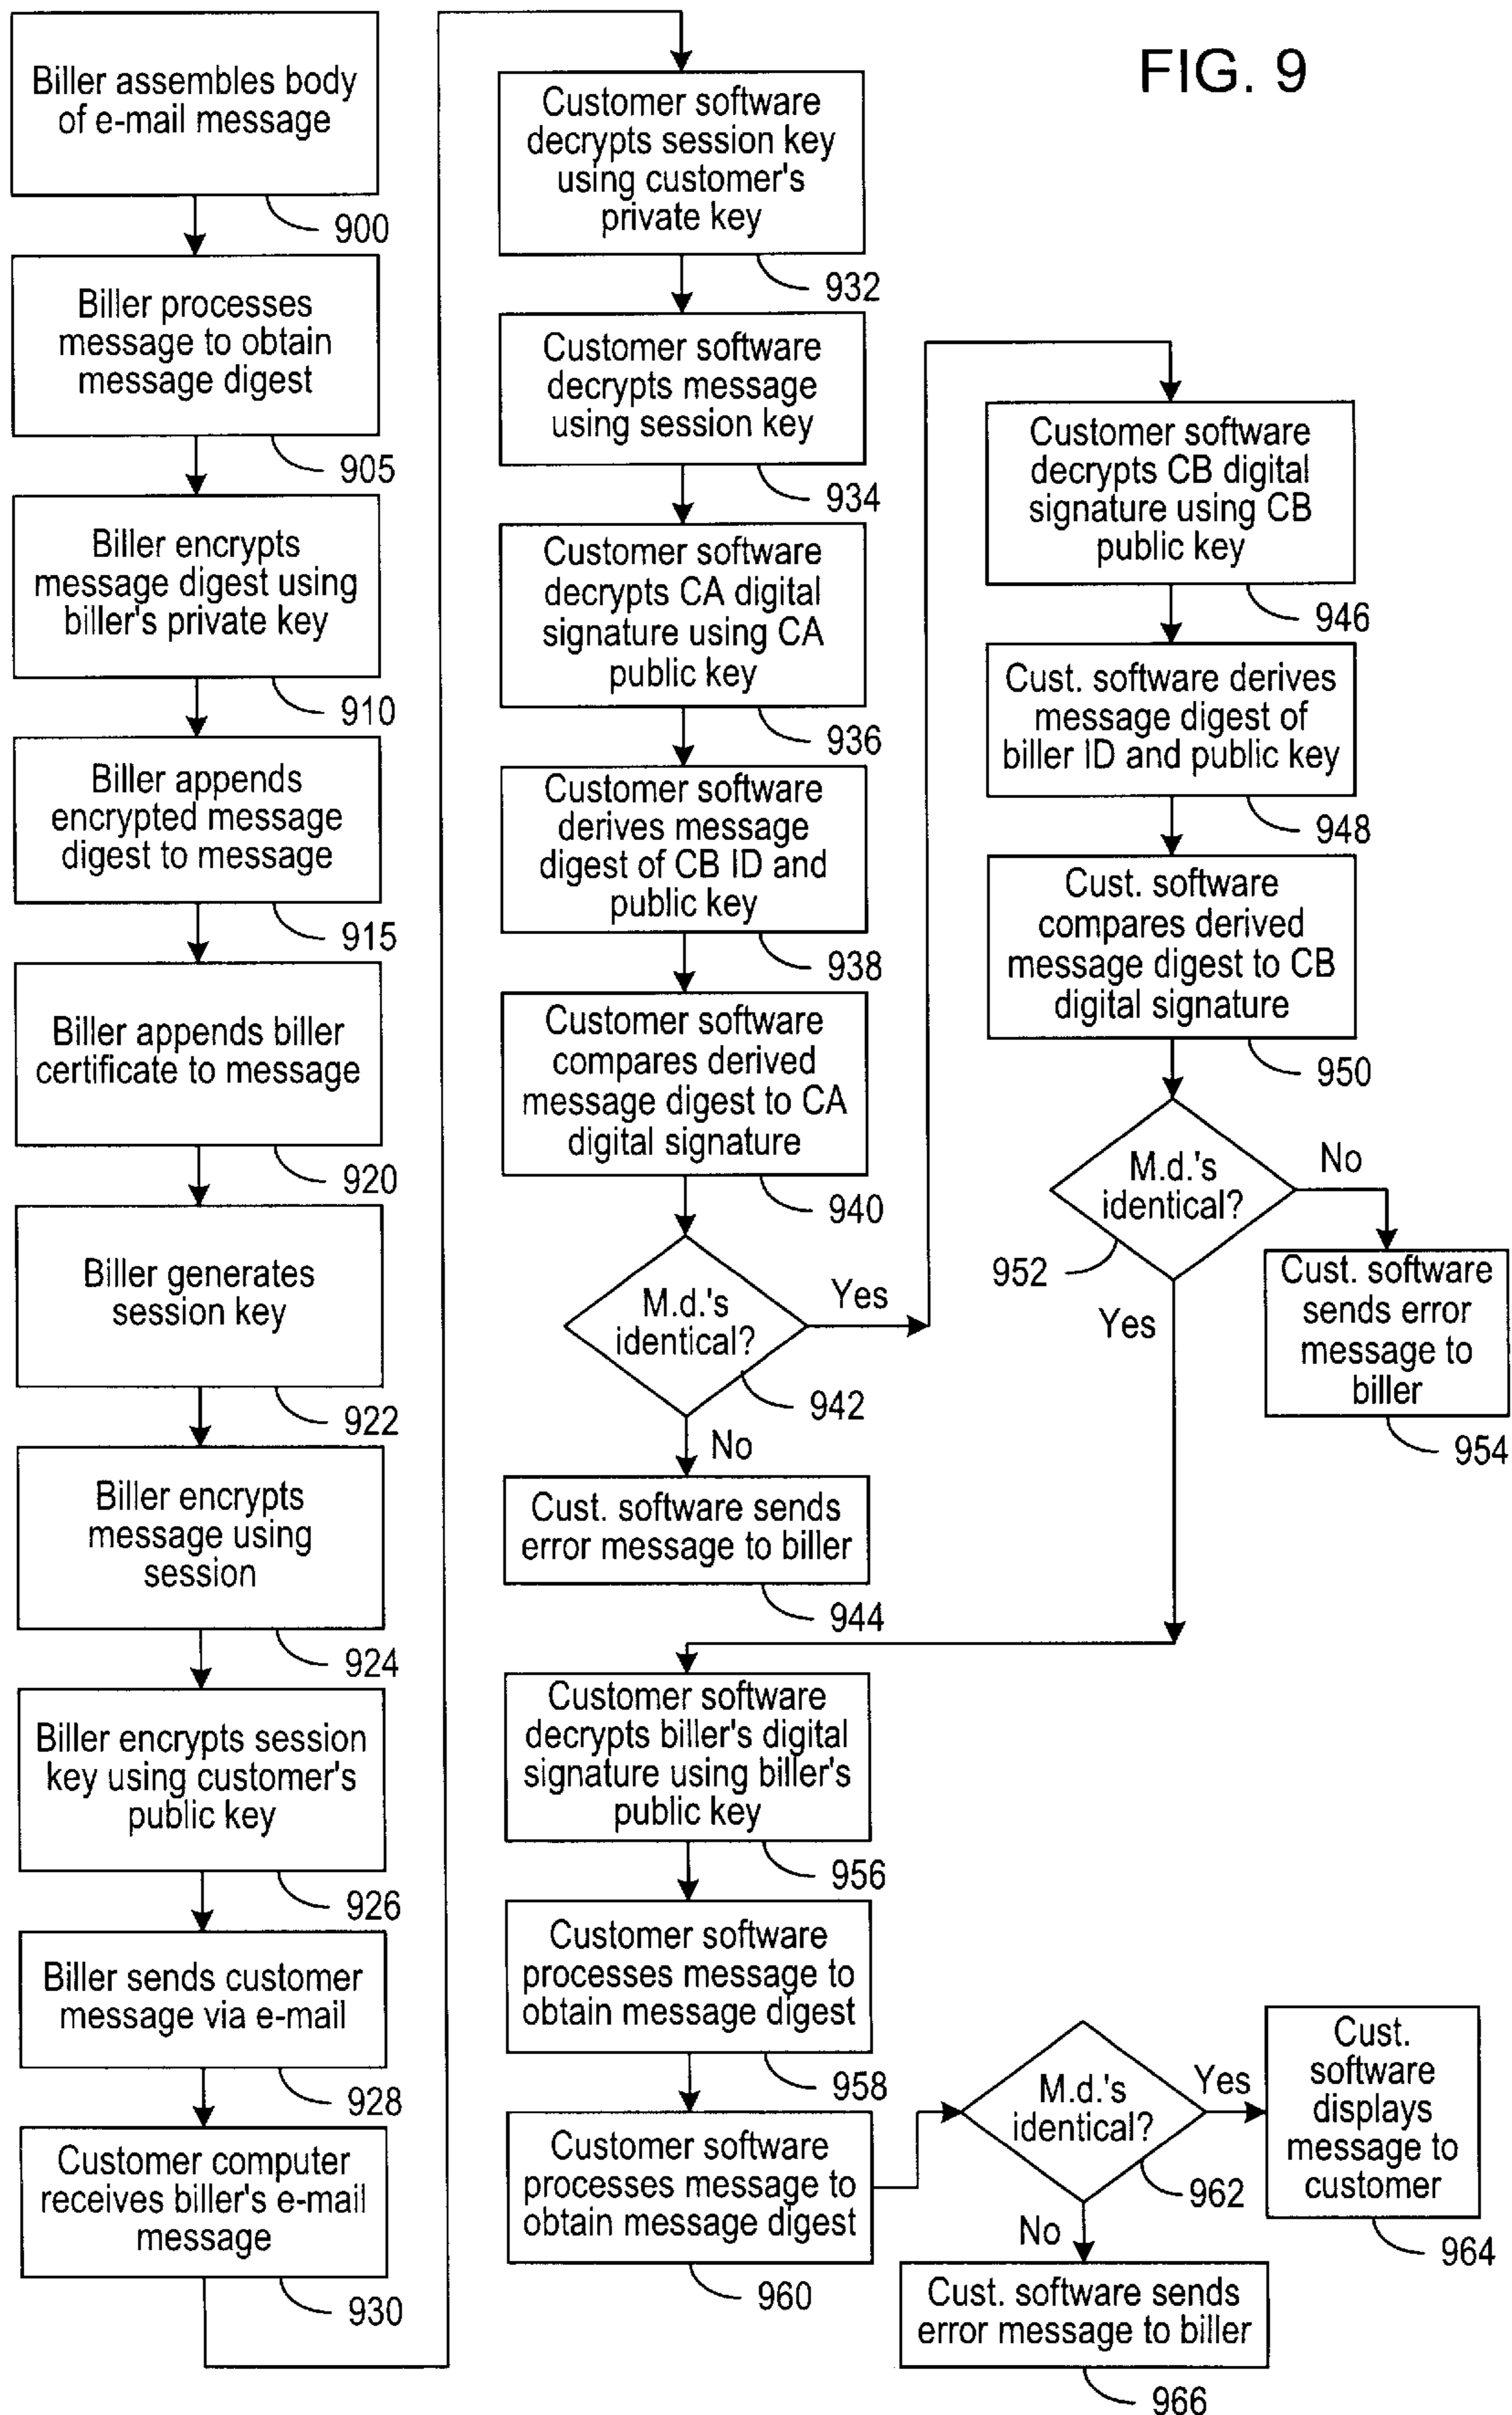 FIG. 9
Biller assembles body
of e-mail message
900
Biller processes
message to obtain
message digest
905
Biller encrypts
message digest using
biller's private key
910
Biller appends
encrypted message
digest to message
915
Biller appends biller
certificate to message
920
Biller generates
session key
922
Biller encrypts
message using
session
924
Biller encrypts session
key using customer's
public key
926
Biller sends customer
message via e-mail
928
Customer computer
receives biller's e-mail
message
930
Customer software
decrypts session key
using customer's
private key
932
Customer software
decrypts message
using session key
934
Customer software
decrypts CA digital
signature using CA
public key
936
Customer software
derives message
digest of CB ID and
public key
938
Customer software
compares derived
message digest to CA
digital signature
940
M.d.'s
identical?
942
Yes
No
Cust. software sends
error message to biller
944
Customer software
decrypts CB digital
signature using CB
public key
946
Cust. software derives
message digest of
biller ID and public key
948
Cust. software
compares derived
message digest to CB
digital signature
950
M.d.'s
identical?
952
No
Yes
Cust. software
sends error
message to
biller
954
Customer software
decrypts biller's digital
signature using biller's
public key
956
Customer software
processes message to
obtain message digest
958
Customer software
processes message to
obtain message digest
960
M.d.'s
identical?
962
Yes
No
Cust.
software
displays
message to
customer
964
Cust. software sends
error message to biller
966